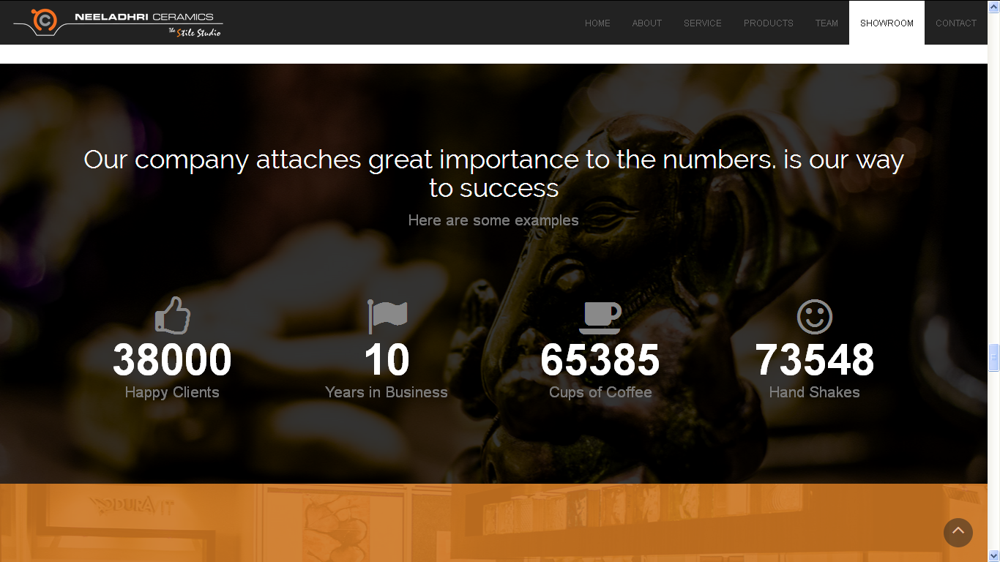 NEELADHRI CERAMICS
The Stile Studio
HOME ABOUT SERVICE PRODUCTS TEAM SHOWROOM CONTACT
Our company attaches great importance to the numbers. is our way
to success
Here are some examples
38000 10 65385 73548
Happy Clients Years in Business Cups of Coffee Hand Shakes
DURAVIT